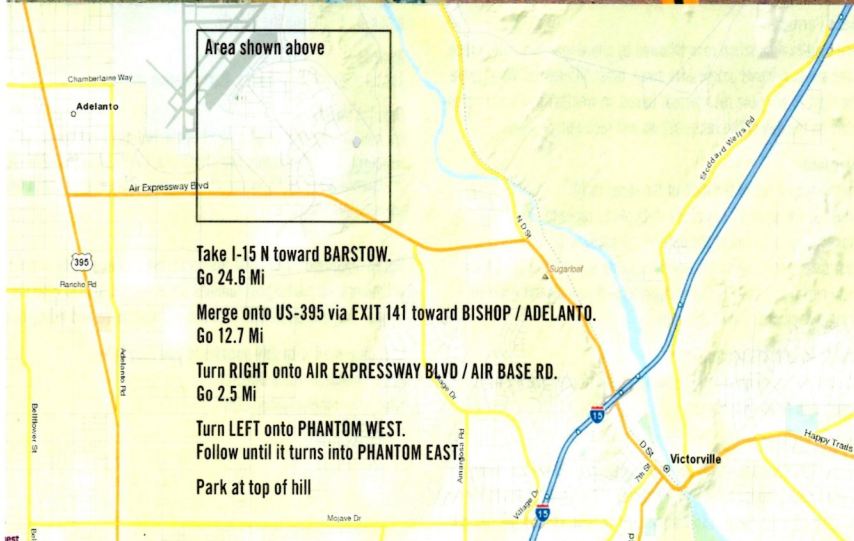 Area shown above
Chamberlaine Way
Adelanto
Air Expressway Blvd
Stoddard Wells Rd
N D St
395
Rancho Rd
Sugarloaf
Take I-15 N toward BARSTOW.
Go 24.6 Mi
Merge onto US-395 via EXIT 141 toward BISHOP / ADELANTO.
Go 12.7 Mi
Turn RIGHT onto AIR EXPRESSWAY BLVD / AIR BASE RD.
Go 2.5 Mi
Turn LEFT onto PHANTOM WEST.
Follow until it turns into PHANTOM EAST.
Park at top of hill
Adelanto Rd
Village Dr
Bellflower St
Amargosa Rd
15
D St
7th St
Victorville
Happy Trails
Village Dr
15
Mojave Dr
Bel